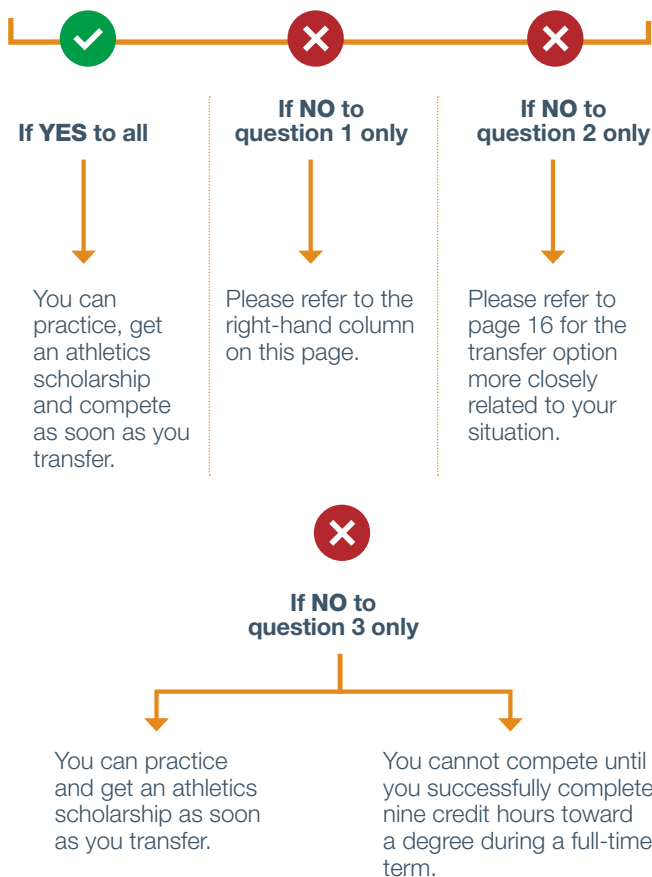 If YES to all
You can
practice, get
an athletics
scholarship
and compete
as soon as you
transfer.
If NO to
question 1 only
Please refer to the
right-hand column
on this page.
If NO to
question 2 only
Please refer to
page 16 for the
transfer option
more closely
related to your
situation.
If NO to
question 3 only
You can practice
and get an athletics
scholarship as soon
as you transfer.
You cannot compete until
you successfully complete
nine credit hours toward
a degree during a full-time
term.